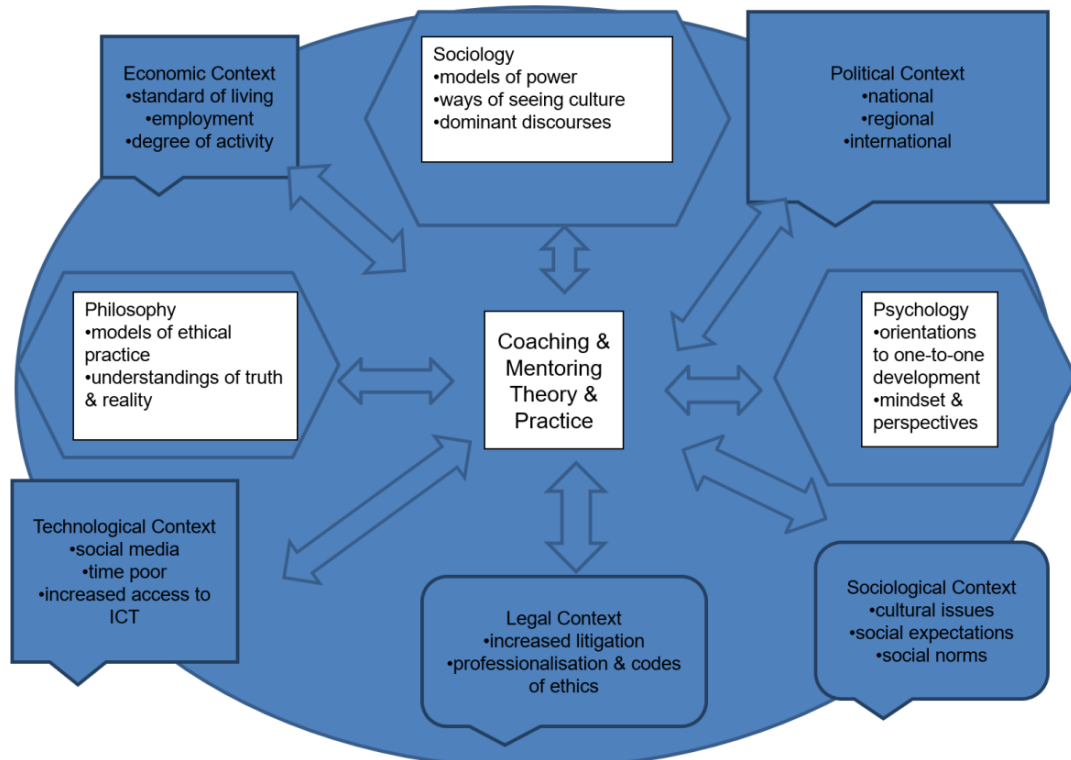 Economic Context
•standard of living
•employment
•degree of activity
Sociology
•models of power
•ways of seeing culture
•dominant discourses
Political Context
•national
•regional
•international
Philosophy
•models of ethical
practice
•understandings of truth
& reality
Coaching &
Mentoring
Theory &
Practice
Psychology
•orientations
to one-to-one
development
•mindset &
perspectives
Technological Context
•social media
•time poor
•increased access to
ICT
Legal Context
•increased litigation
•professionalisation & codes
of ethics
Sociological Context
•cultural issues
•social expectations
•social norms